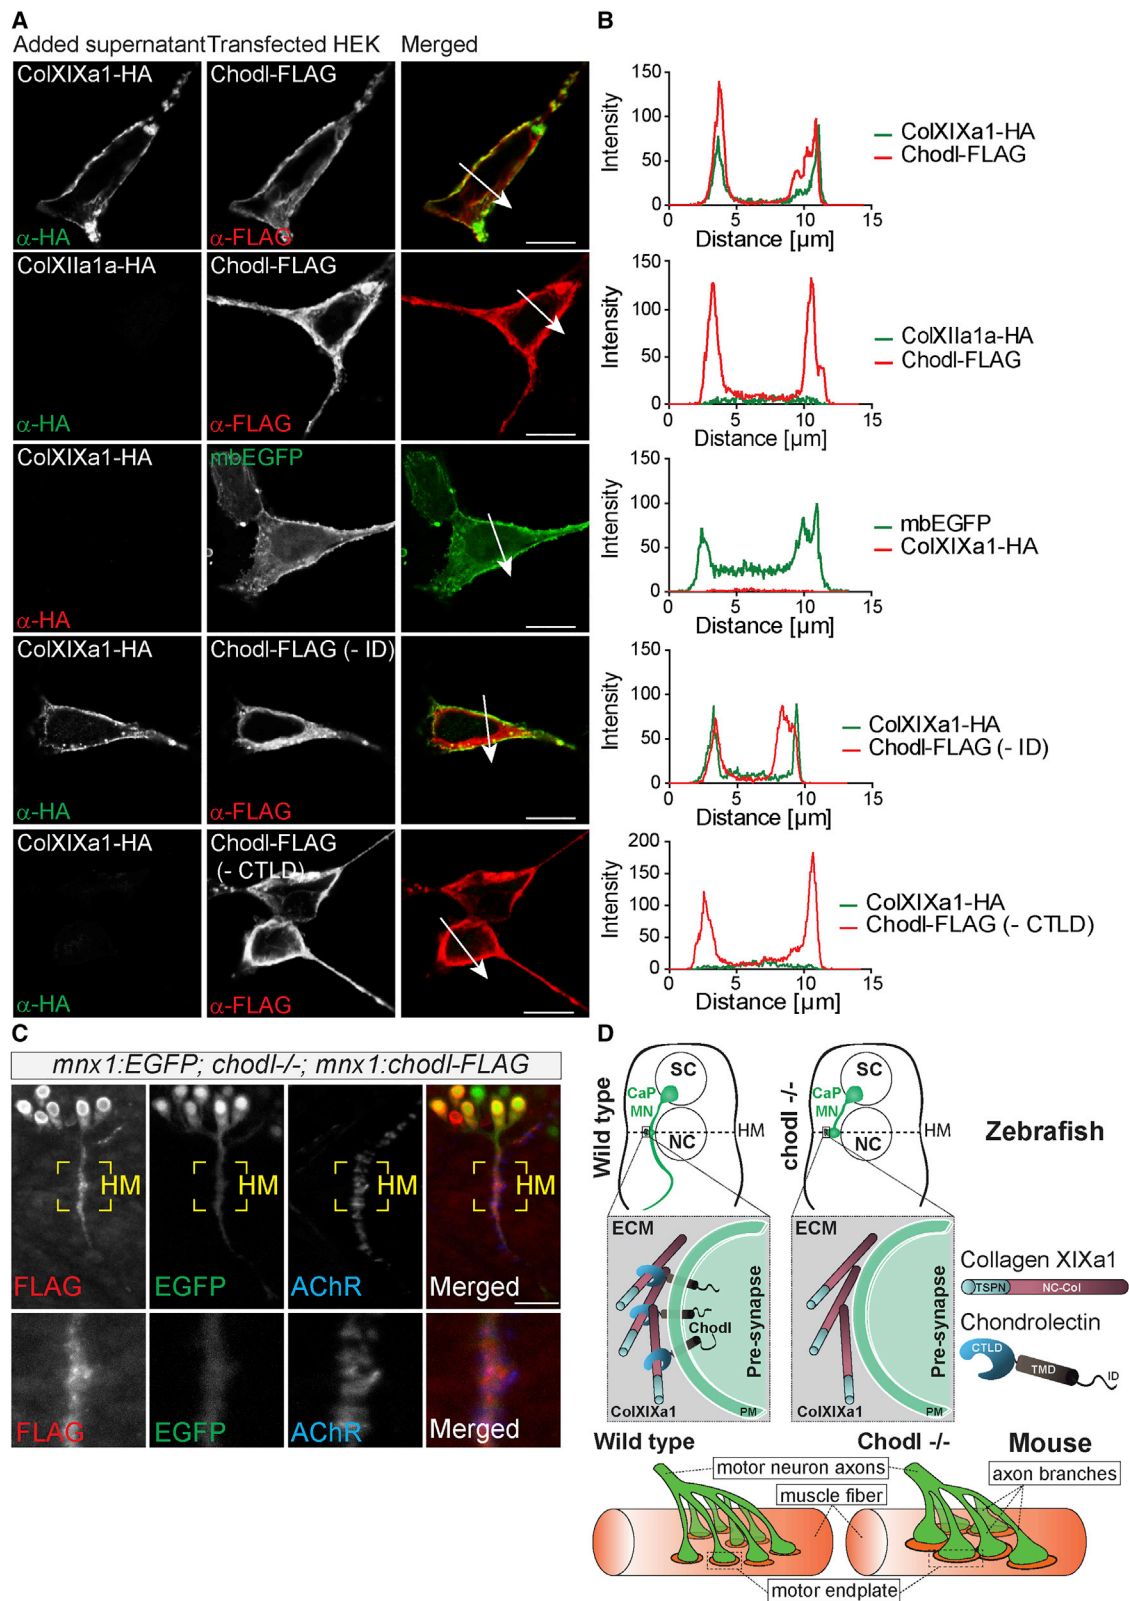 A
Added supernatant Transfected HEK Merged
ColXIXa1-HA
Chodl-FLAG
α-HA
α-FLAG
ColXIIa1a-HA
Chodl-FLAG
α-HA
α-FLAG
ColXIXa1-HA
mbEGFP
α-HA
ColXIXa1-HA
Chodl-FLAG (- ID)
α-HA
α-FLAG
ColXIXa1-HA
Chodl-FLAG
(- CTLD)
α-HA
α-FLAG
B
Intensity
150
100
50
0
0 5 10 15
Distance [µm]
ColXIXa1-HA
Chodl-FLAG
Intensity
150
100
50
0
0 5 10 15
Distance [µm]
ColXIIa1a-HA
Chodl-FLAG
Intensity
150
100
50
0
0 5 10 15
Distance [µm]
mbEGFP
ColXIXa1-HA
Intensity
150
100
50
0
0 5 10 15
Distance [µm]
ColXIXa1-HA
Chodl-FLAG (- ID)
Intensity
200
150
100
50
0
0 5 10 15
Distance [µm]
ColXIXa1-HA
Chodl-FLAG (- CTLD)
C
mnx1:EGFP; chodl-/-; mnx1:chodl-FLAG
HM
HM
HM
HM
FLAG
EGFP
AChR
Merged
FLAG
EGFP
AChR
Merged
D
Wild type
SC
CaP
MN
NC
HM
chodl -/-
SC
CaP
MN
NC
HM
Zebrafish
ECM
Chodl
Pre-synapse
ColXIXa1
PM
ECM
Pre-synapse
ColXIXa1
PM
Collagen XIXa1
TSPN
NC-Col
Chondrolectin
CTLD
TMD
ID
Wild type
Chodl -/-
Mouse
motor neuron axons
axon branches
muscle fiber
motor endplate